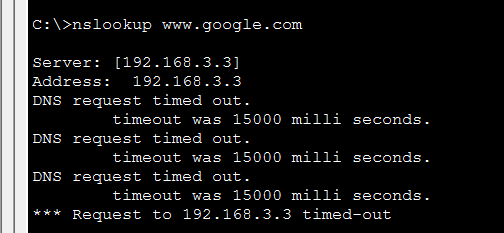 C:\>nslookup www.google.com
Server: [192.168.3.3]
Address:  192.168.3.3
DNS request timed out.
        timeout was 15000 milli seconds.
DNS request timed out.
        timeout was 15000 milli seconds.
DNS request timed out.
        timeout was 15000 milli seconds.
*** Request to 192.168.3.3 timed-out